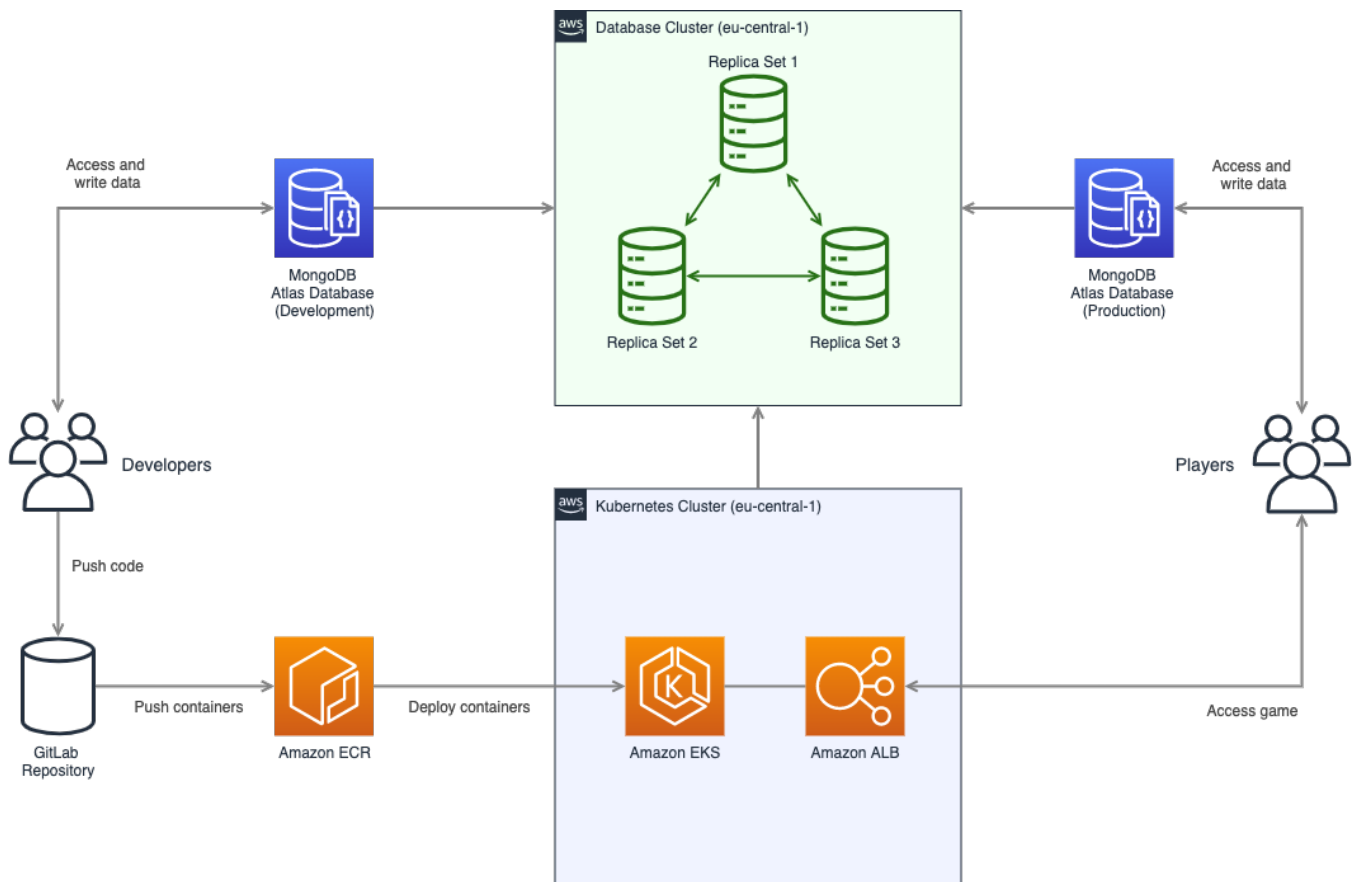 aws
Database Cluster (eu-central-1)
Replica Set 1
Replica Set 2
Replica Set 3
Access and
write data
MongoDB
Atlas Database
(Development)
Access and
write data
MongoDB
Atlas Database
(Production)
Developers
Players
aws
Kubernetes Cluster (eu-central-1)
Push code
GitLab
Repository
Push containers
Amazon ECR
Deploy containers
K
Amazon EKS
Amazon ALB
Access game